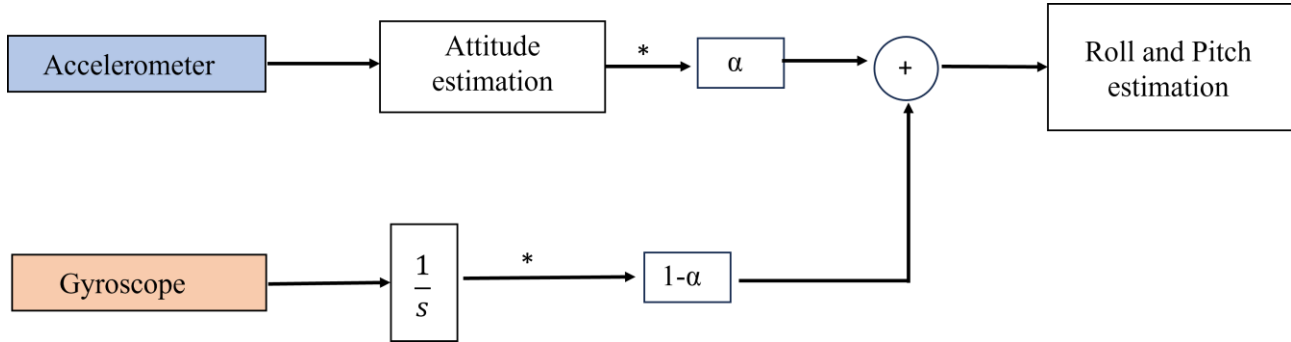 Accelerometer
Attitude
estimation
*
α
+
Roll and Pitch
estimation
Gyroscope
1
s
*
1-α